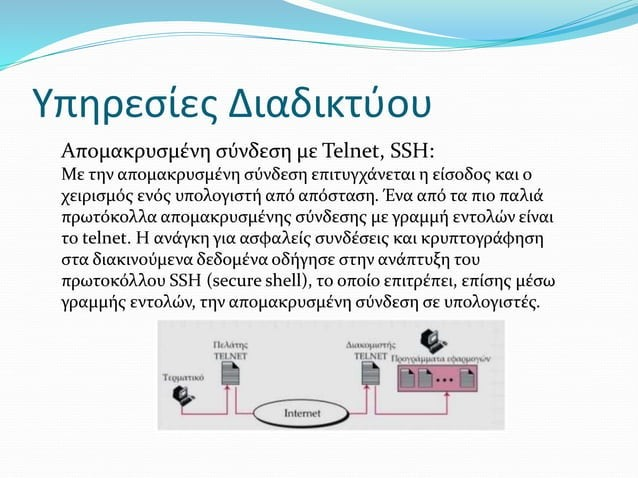 Υπηρεσίες Διαδικτύου
Απομακρυσμένη σύνδεση με Telnet, SSH:
Με την απομακρυσμένη σύνδεση επιτυγχάνεται η είσοδος και ο
χειρισμός ενός υπολογιστή από απόσταση. Ένα από τα πιο παλιά
πρωτόκολλα απομακρυσμένης σύνδεσης με γραμμή εντολών είναι
το telnet. Η ανάγκη για ασφαλείς συνδέσεις και κρυπτογράφηση
στα διακινούμενα δεδομένα οδήγησε στην ανάπτυξη του
πρωτοκόλλου SSH (secure shell), το οποίο επιτρέπει, επίσης μέσω
γραμμής εντολών, την απομακρυσμένη σύνδεση σε υπολογιστές.
Πελάτης
TELNET
Διακομιστής
TELNET
Προγράμματα εφαρμογών
Τερματικό
Internet